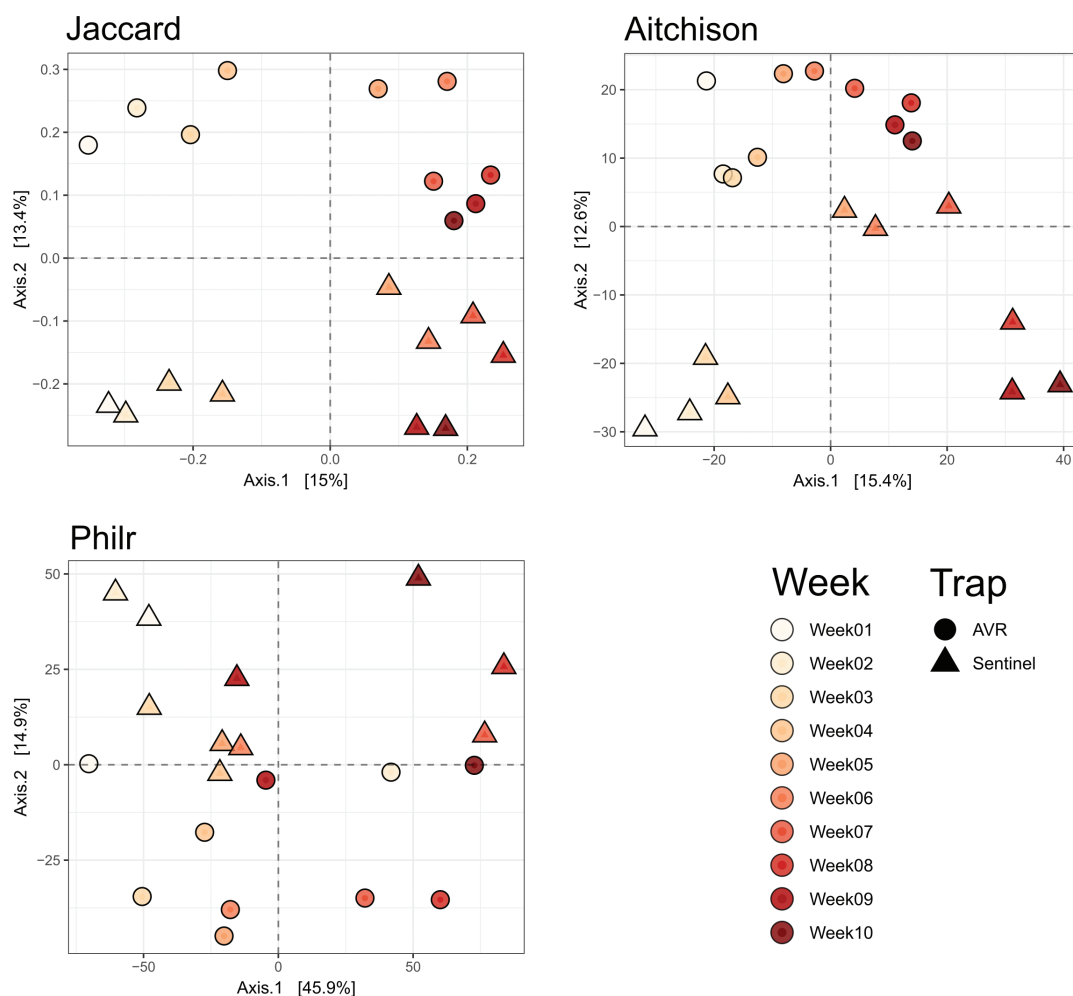 Jaccard
Aitchison
0.3
0.2
0.1
0.0
−0.1
−0.2
Axis.2 [13.4%]
−0.2
0.0
0.2
Axis.1 [15%]
20
10
0
−10
−20
−30
Axis.2 [12.6%]
−20
0
20
40
Axis.1 [15.4%]
Philr
50
25
0
−25
Axis.2 [14.9%]
−50
0
50
Axis.1 [45.9%]
Week
Week01
Week02
Week03
Week04
Week05
Week06
Week07
Week08
Week09
Week10
Trap
AVR
Sentinel